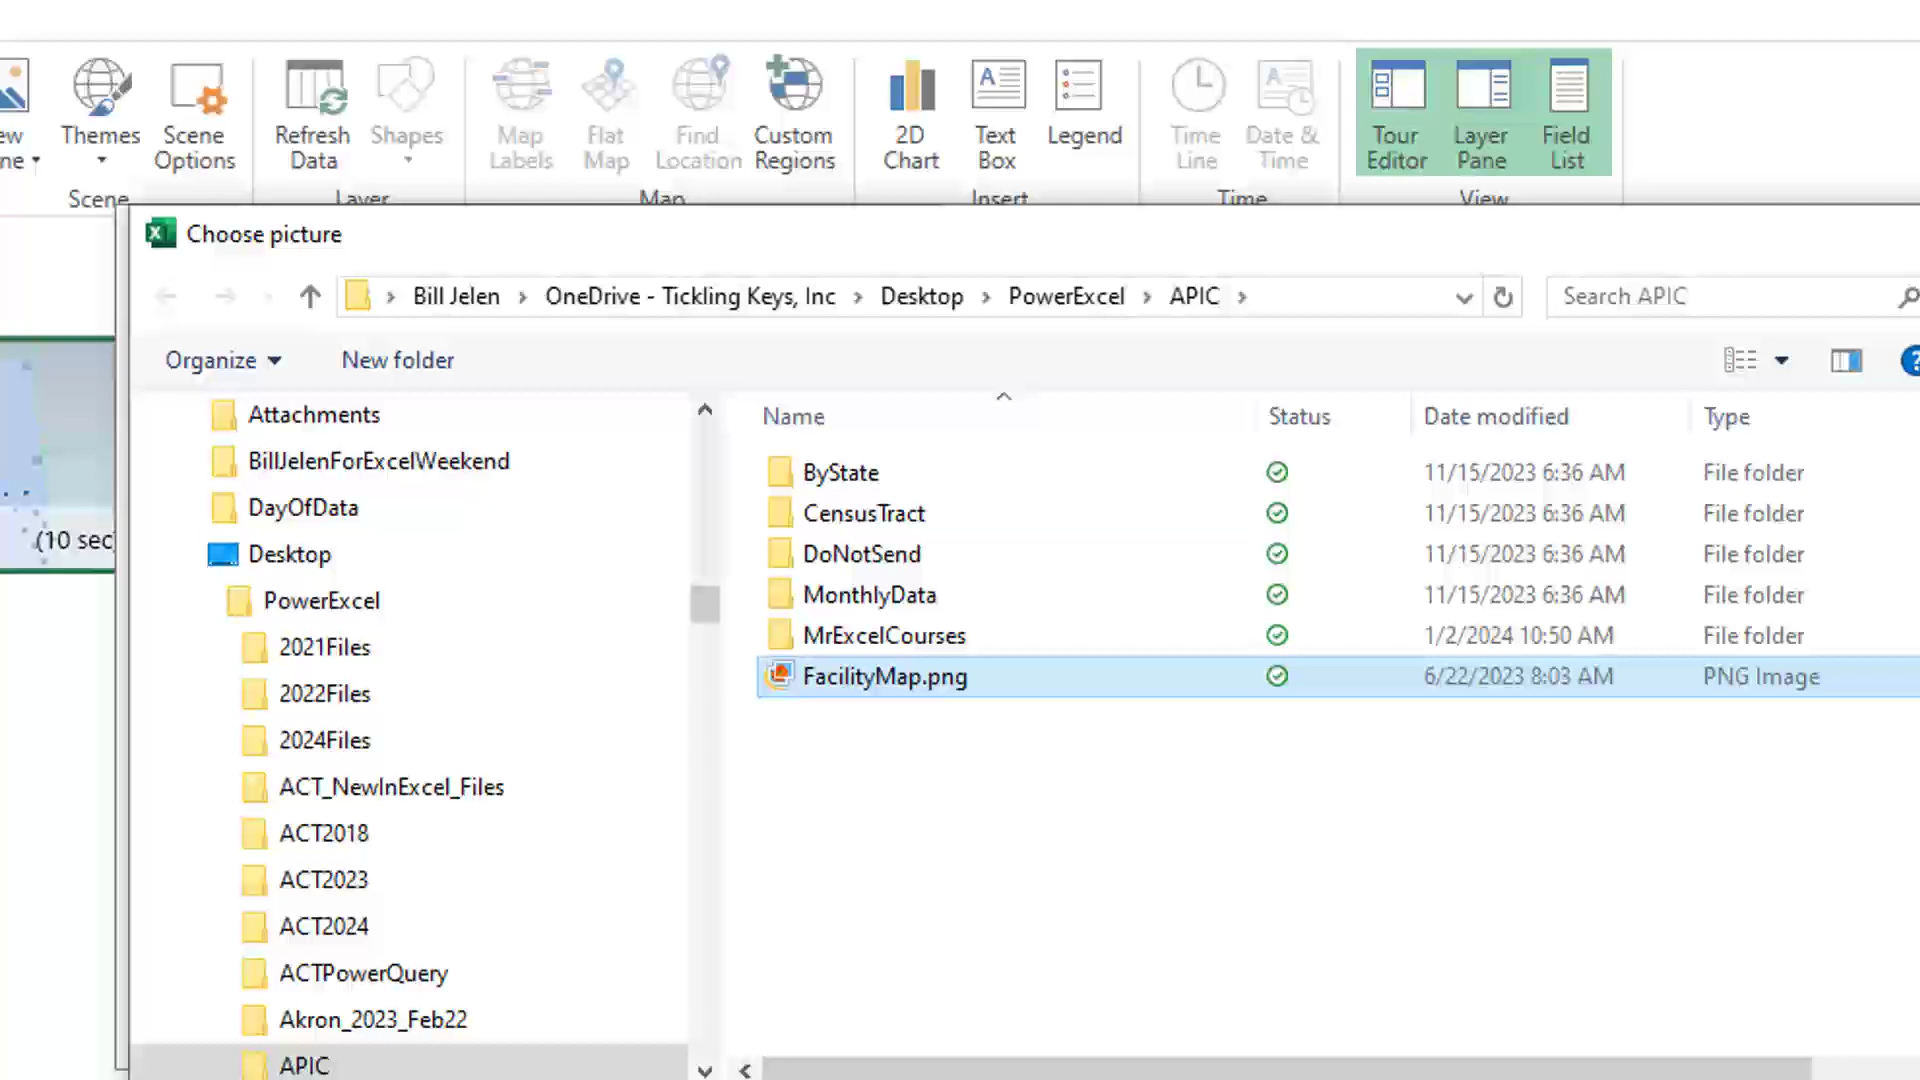 Themes
Scene
Options
Refresh
Data
Shapes
Map
Labels
Flat
Map
Find
Location
Custom
Regions
2D
Chart
Text
Box
Legend
Time
Line
Date &
Time
Tour
Editor
Layer
Pane
Field
List
Scene
Layer
Map
Insert
Time
View
Choose picture
Bill Jelen › OneDrive - Tickling Keys, Inc › Desktop › PowerExcel › APIC ›
Search APIC
Organize
New folder
(10 sec)
Attachments
BillJelenForExcelWeekend
DayOfData
Desktop
PowerExcel
2021Files
2022Files
2024Files
ACT_NewInExcel_Files
ACT2018
ACT2023
ACT2024
ACTPowerQuery
Akron_2023_Feb22
APIC
Name Status Date modified Type
ByState 11/15/2023 6:36 AM File folder
CensusTract 11/15/2023 6:36 AM File folder
DoNotSend 11/15/2023 6:36 AM File folder
MonthlyData 11/15/2023 6:36 AM File folder
MrExcelCourses 1/2/2024 10:50 AM File folder
FacilityMap.png 6/22/2023 8:03 AM PNG Image